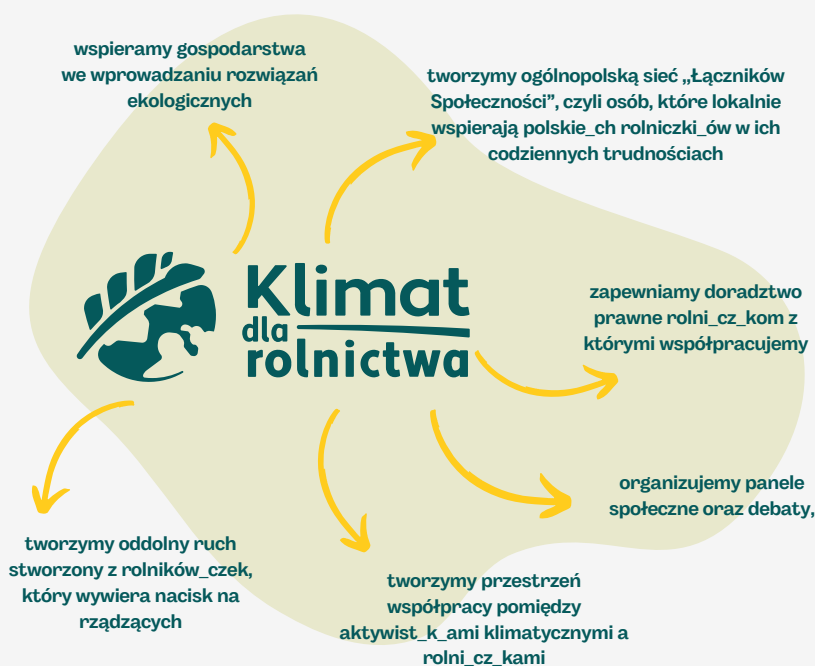 wspieramy gospodarstwa
we wprowadzaniu rozwiązań
ekologicznych
tworzymy ogólnopolską sieć „Łączników
Społeczności”, czyli osób, które lokalnie
wspierają polskie_ch rolniczki_ów w ich
codziennych trudnościach
Klimat
dla
rolnictwa
zapewniamy doradztwo
prawne rolni_cz_kom z
którymi współpracujemy
organizujemy panele
społeczne oraz debaty,
tworzymy oddolny ruch
stworzony z rolników_czek,
który wywiera nacisk na
rządzących
tworzymy przestrzeń
współpracy pomiędzy
aktywist_k_ami klimatycznymi a
rolni_cz_kami